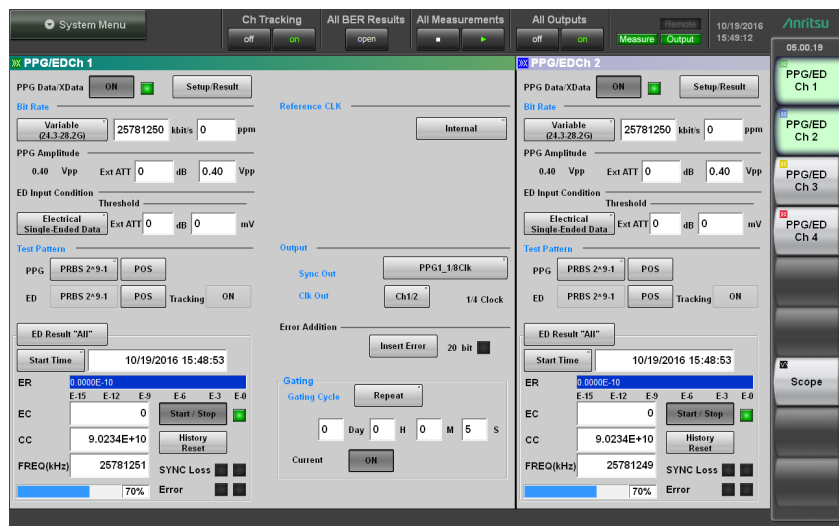 System Menu
Ch Tracking
off on
All BER Results
open
All Measurements
All Outputs
off on
Remote
Measure Output
10/19/2016
15:49:12
Anritsu
05.00.19
PPG/EDCh 1
PPG Data/XData ON Setup/Result
Bit Rate
Variable
(24.3-28.2G)
25781250 kbit/s 0 ppm
PPG Amplitude
0.40 Vpp Ext ATT 0 dB 0.40 Vpp
ED Input Condition
Threshold
Electrical
Single-Ended Data
Ext ATT 0 dB 0 mV
Test Pattern
PPG PRBS 2^9-1 POS
ED PRBS 2^9-1 POS Tracking ON
ED Result "All"
Start Time 10/19/2016 15:48:53
ER 0.0000E-10
E-15 E-12 E-9 E-6 E-3 E-0
EC 0 Start / Stop
CC 9.0234E+10 History
Reset
FREQ(kHz) 25781251 SYNC Loss
70% Error
Reference CLK
Internal
Output
Sync Out PPG1_1/8Clk
Clk Out Ch1/2 1/4 Clock
Error Addition
Insert Error 20 bit
Gating
Gating Cycle Repeat
0 Day 0 H 0 M 5 S
Current ON
PPG/EDCh 2
PPG Data/XData ON Setup/Result
Bit Rate
Variable
(24.3-28.2G)
25781250 kbit/s 0 ppm
PPG Amplitude
0.40 Vpp Ext ATT 0 dB 0.40 Vpp
ED Input Condition
Threshold
Electrical
Single-Ended Data
Ext ATT 0 dB 0 mV
Test Pattern
PPG PRBS 2^9-1 POS
ED PRBS 2^9-1 POS Tracking ON
ED Result "All"
Start Time 10/19/2016 15:48:53
ER 0.0000E-10
E-15 E-12 E-9 E-6 E-3 E-0
EC 0 Start / Stop
CC 9.0234E+10 History
Reset
FREQ(kHz) 25781249 SYNC Loss
70% Error
PPG/ED
Ch 1
PPG/ED
Ch 2
PPG/ED
Ch 3
PPG/ED
Ch 4
Scope